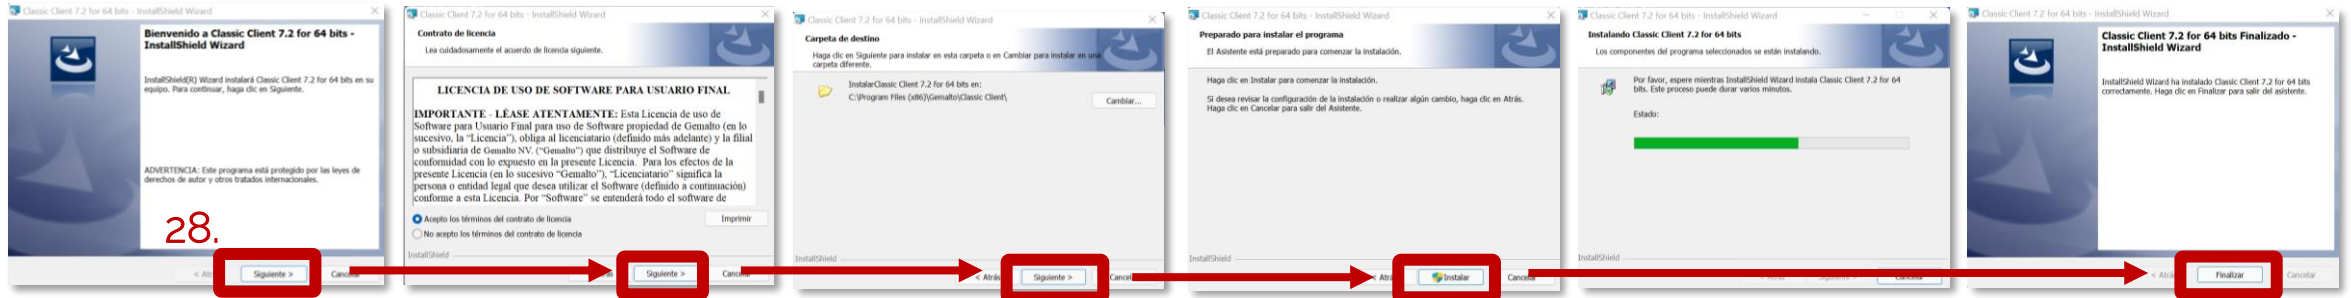 Classic Client 7.2 for 64 bits - InstallShield Wizard
Bienvenido a Classic Client 7.2 for 64 bits -
InstallShield Wizard
InstallShield(R) Wizard instalará Classic Client 7.2 for 64 bits en su
equipo. Para continuar, haga clic en Siguiente.
ADVERTENCIA: Este programa está protegido por las leyes de
derechos de autor y otros tratados internacionales.
28.
Siguiente >
Classic Client 7.2 for 64 bits - InstallShield Wizard
Contrato de licencia
Lea cuidadosamente el acuerdo de licencia siguiente.
LICENCIA DE USO DE SOFTWARE PARA USUARIO FINAL
IMPORTANTE - LÉASE ATENTAMENTE: Esta Licencia de uso de
Software para Usuario Final para uso de Software propiedad de Gemalto (en lo
sucesivo, la “Licencia”), obliga al licenciatario (definido más adelante) y la filial
o subsidiaria de Gemalto NV. (“Gemalto”) que distribuye el Software de
conformidad con lo expuesto en la presente Licencia. Para los efectos de la
presente Licencia (en lo sucesivo “Gemalto”), “Licenciatario” significa la
persona o entidad legal que desea utilizar el Software (definido a continuación)
conforme a esta Licencia. Por “Software” se entenderá todo el software de
Acepto los términos del contrato de licencia
Imprimir
No acepto los términos del contrato de licencia
InstallShield
Siguiente >
Classic Client 7.2 for 64 bits - InstallShield Wizard
Carpeta de destino
Haga clic en Siguiente para instalar en esta carpeta o en Cambiar para instalar en una
carpeta diferente.
InstalarClassic Client 7.2 for 64 bits en:
C:\Program Files (x86)\Gemalto\Classic Client\
Cambiar...
InstallShield
< Atrás
Siguiente >
Cancelar
Classic Client 7.2 for 64 bits - InstallShield Wizard
Preparado para instalar el programa
El Asistente está preparado para comenzar la instalación.
Haga clic en Instalar para comenzar la instalación.
Si desea revisar la configuración de la instalación o realizar algún cambio, haga clic en Atrás.
Haga clic en Cancelar para salir del Asistente.
InstallShield
Instalar
Cancelar
Classic Client 7.2 for 64 bits - InstallShield Wizard
Instalando Classic Client 7.2 for 64 bits
Los componentes del programa seleccionados se están instalando.
Por favor, espere mientras InstallShield Wizard instala Classic Client 7.2 for 64
bits. Este proceso puede durar varios minutos.
Estado:
InstallShield
Classic Client 7.2 for 64 bits - InstallShield Wizard
Classic Client 7.2 for 64 bits Finalizado -
InstallShield Wizard
InstallShield Wizard ha instalado Classic Client 7.2 for 64 bits
correctamente. Haga clic en Finalizar para salir del asistente.
Finalizar
Cancelar